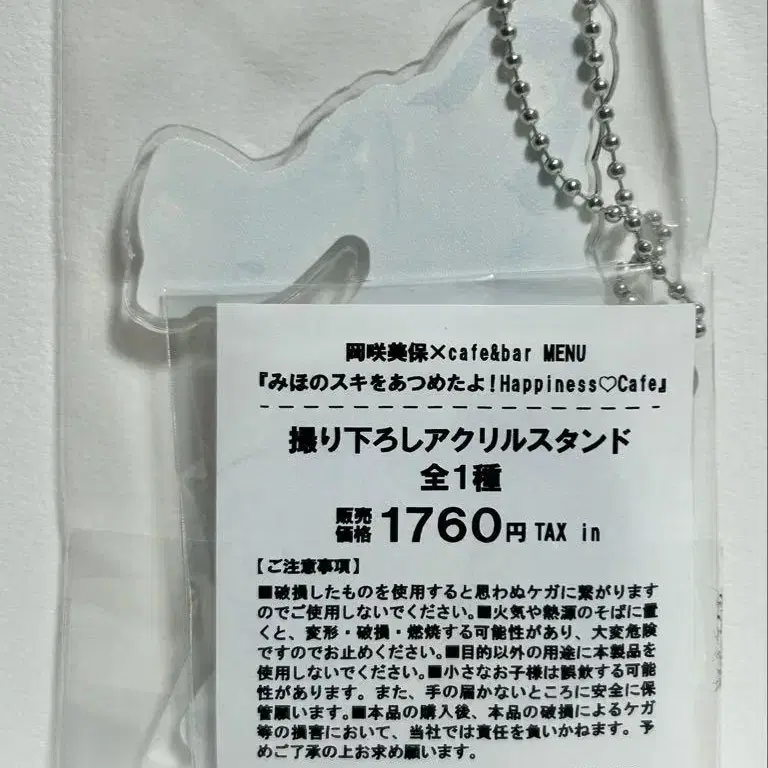 岡咲美保×cafe&bar MENU
『みほのスキをあつめたよ!Happiness♡Cafe』
撮り下ろしアクリルスタンド
全1種
販売価格 1760円 TAX in
【ご注意事項】
■破損したものを使用すると思わぬケガに繋がります
のでご使用しないでください。■火気や熱源のそばに置
くと、変形・破損・燃焼する可能性があり、大変危険
ですのでお止めください。■目的以外の用途に本製品を
使用しないでください。■小さなお子様は誤飲する可能
性があります。また、手の届かないところに安全に保
管願います。■本品の購入後、本品の破損によるケガ
等の損害において、当社では責任を負いかねます。予
めご了承の上お求め願います。